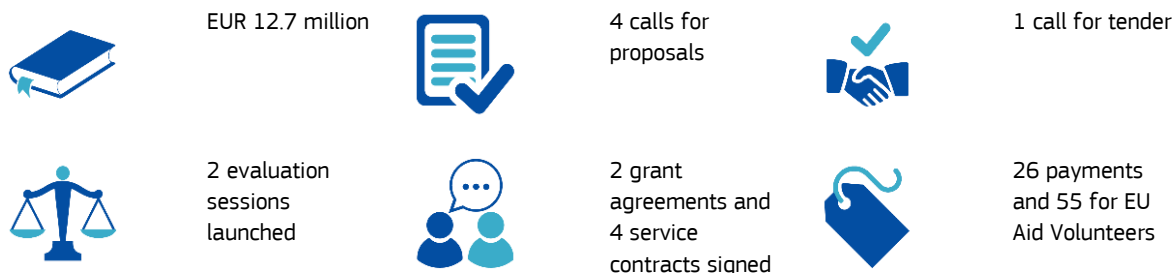 EUR 12.7 million
4 calls for
proposals
1 call for tender
2 evaluation
sessions
launched
2 grant
agreements and
4 service
contracts signed
26 payments
and 55 for EU
Aid Volunteers